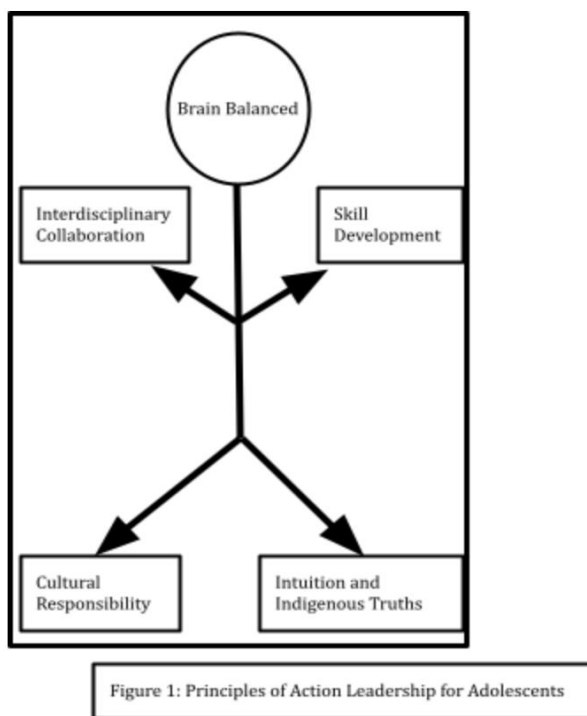 Brain Balanced
Interdisciplinary
Collaboration
Skill
Development
Cultural
Responsibility
Intuition and
Indigenous Truths
Figure 1: Principles of Action Leadership for Adolescents